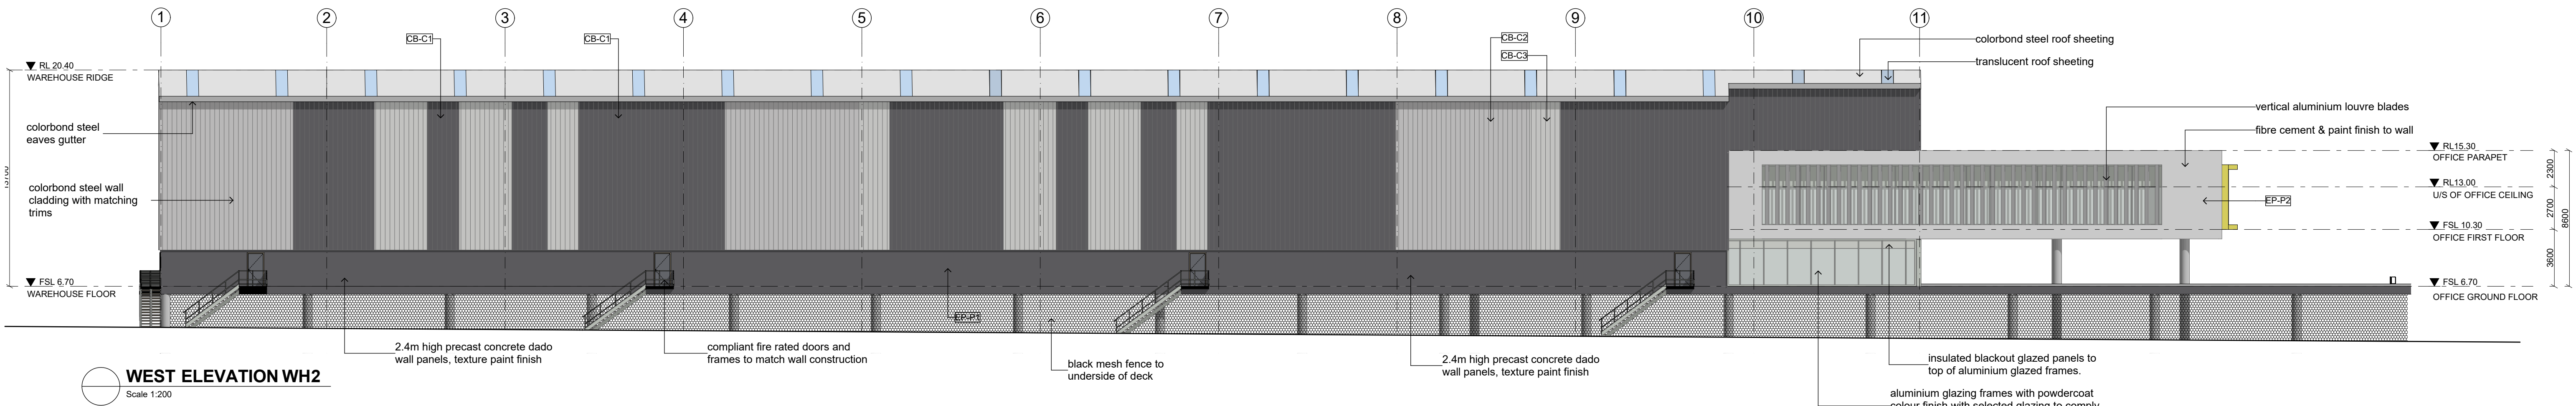 1 2 3 4 5 6 7 8 9 10 11
CB-C1
CB-C1
CB-C2
CB-C3
colorbond steel roof sheeting
translucent roof sheeting
RL 20.40
WAREHOUSE RIDGE
vertical aluminium louvre blades
fibre cement & paint finish to wall
colorbond steel
eaves gutter
RL15.30
OFFICE PARAPET
2300
colorbond steel wall
cladding with matching
trims
RL13.00
U/S OF OFFICE CEILING
EP-P2
2700
8600
FSL 10.30
OFFICE FIRST FLOOR
3600
FSL 6.70
WAREHOUSE FLOOR
FSL 6.70
OFFICE GROUND FLOOR
EP-P1
2.4m high precast concrete dado
wall panels, texture paint finish
compliant fire rated doors and
frames to match wall construction
black mesh fence to
underside of deck
2.4m high precast concrete dado
wall panels, texture paint finish
insulated blackout glazed panels to
top of aluminium glazed frames.
aluminium glazing frames with powdercoat
colour finish with selected glazing to comply
WEST ELEVATION WH2
Scale 1:200